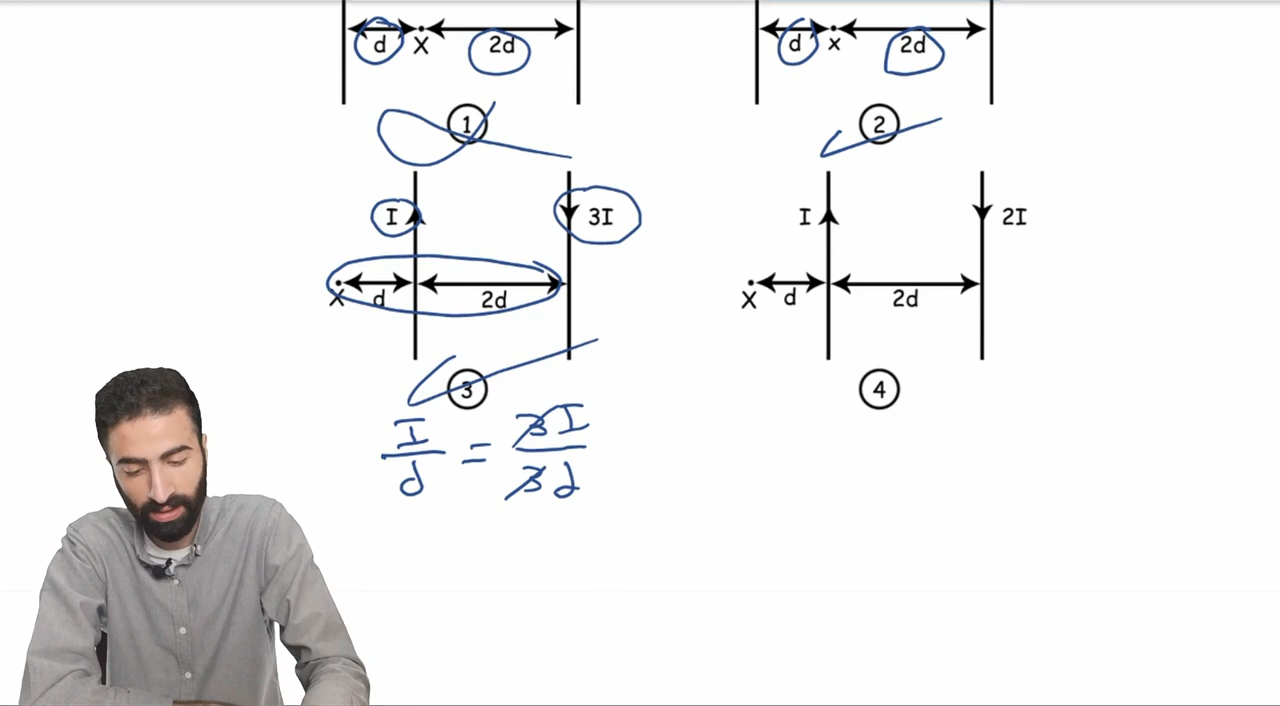 d X 2d
d x 2d
1
2
I 3I
X d 2d
I 2I
X d 2d
3
4
I/d = 3I/3d